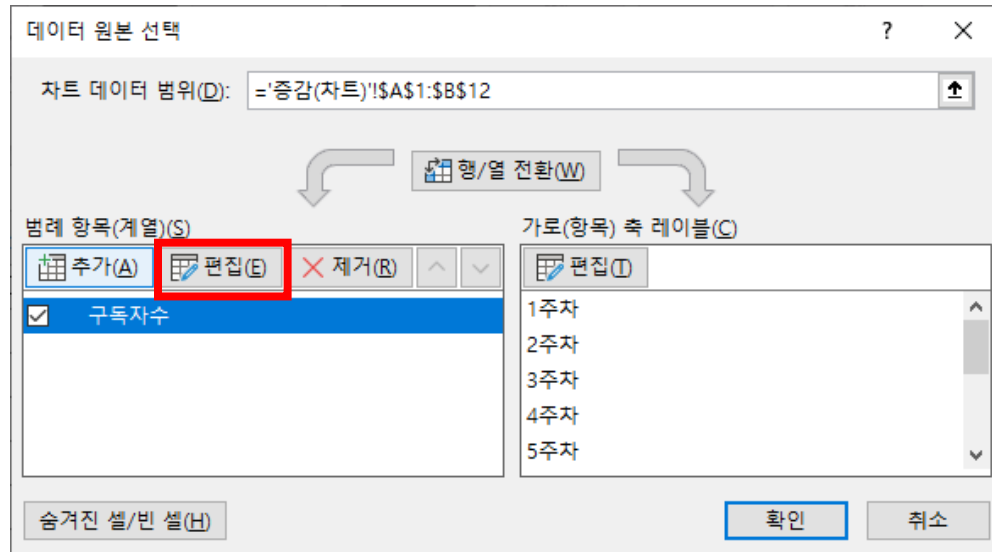 데이터 원본 선택 ?
차트 데이터 범위(D): ='증감(차트)'!$A$1:$B$12
행/열 전환(W)
범례 항목(계열)(S)
추가(A) 편집(E) 제거(R)
구독자수
가로(항목) 축 레이블(C)
편집(T)
1주차
2주차
3주차
4주차
5주차
숨겨진 셀/빈 셀(H) 확인 취소